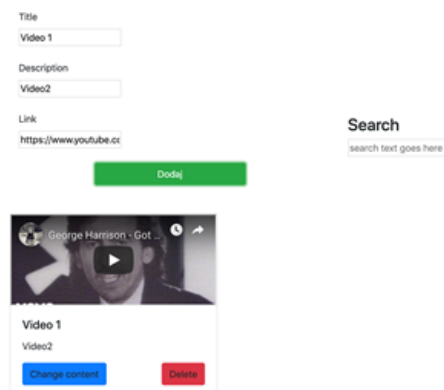 Title
Video 1
Description
Video2
Link
https://www.youtube.cc
Dodaj
Search
search text goes here
George Harrison - Got ...
Video 1
Video2
Change content
Delete